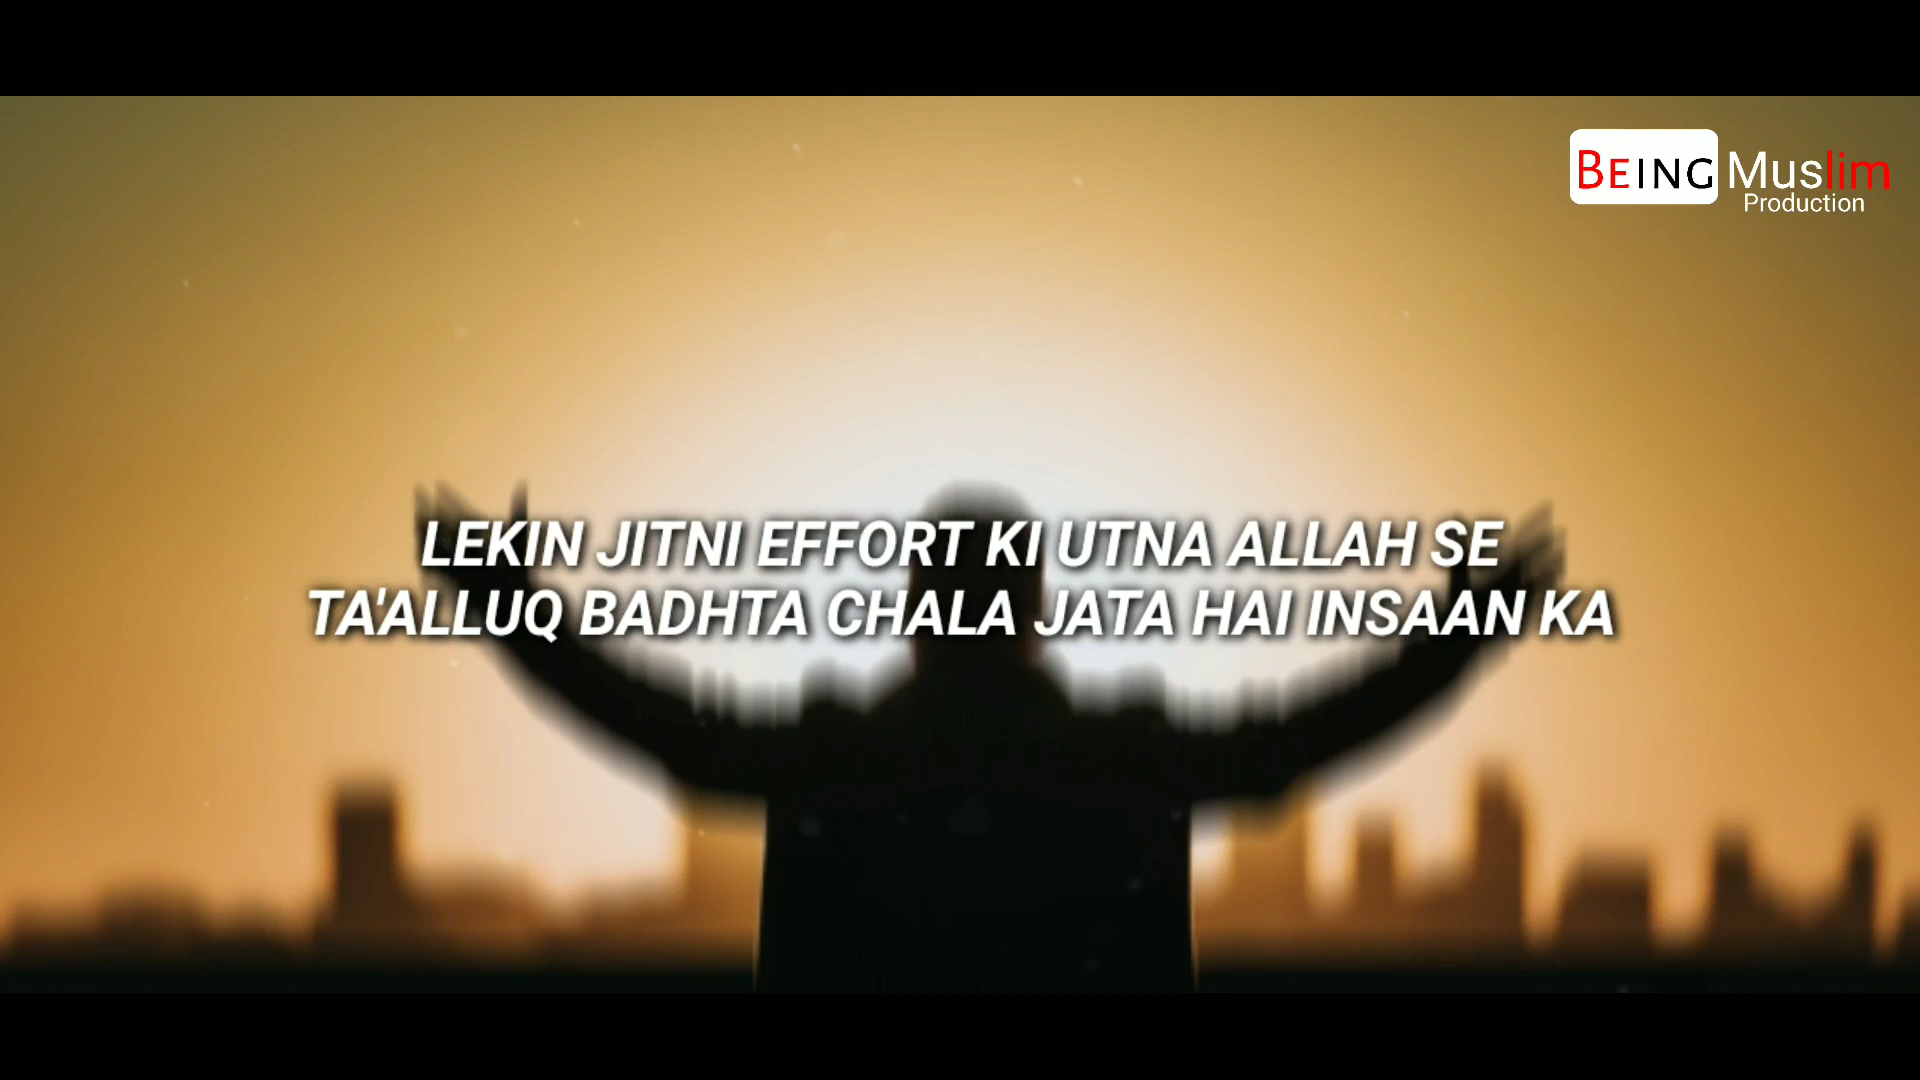 BEING Muslim
Production
LEKIN JITNI EFFORT KI UTNA ALLAH SE
TA'ALLUQ BADHTA CHALA JATA HAI INSAAN KA